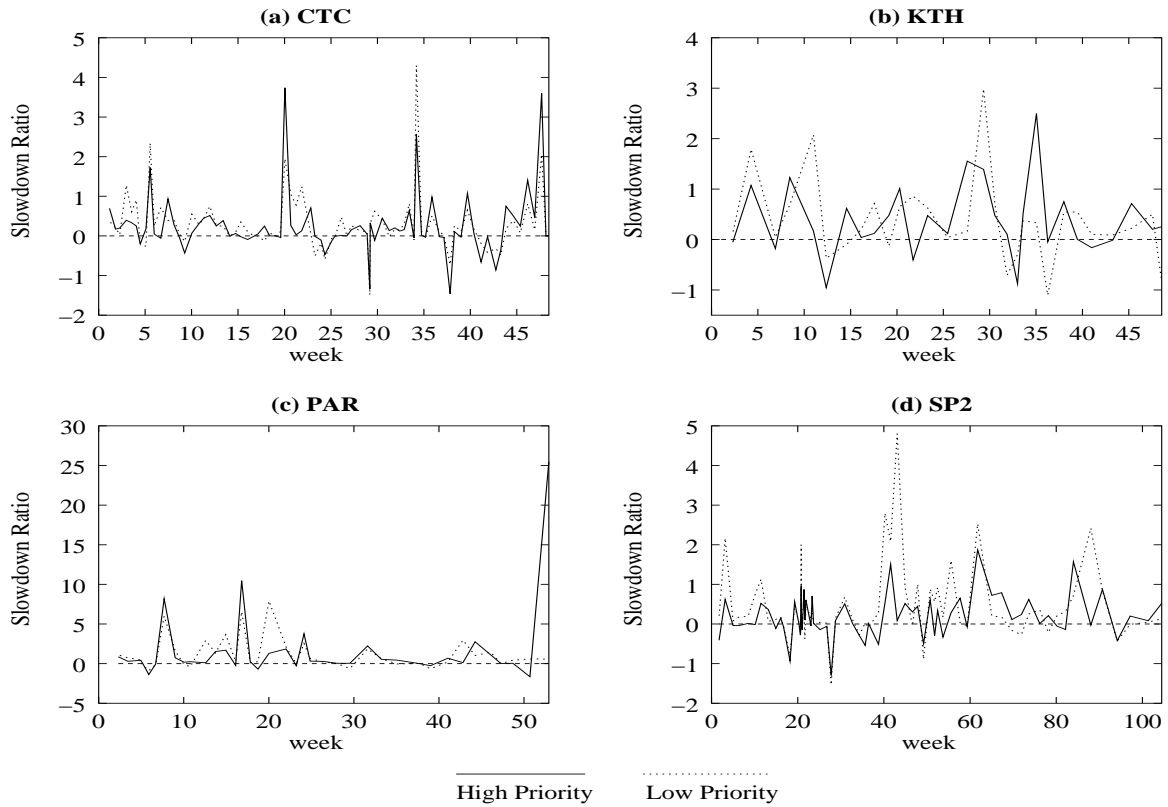 (a) CTC
Slowdown Ratio
5
4
3
2
1
0
−1
−2
0 5 10 15 20 25 30 35 40 45
week
(b) KTH
Slowdown Ratio
4
3
2
1
0
−1
0 5 10 15 20 25 30 35 40 45
week
(c) PAR
Slowdown Ratio
30
25
20
15
10
5
0
−5
0 10 20 30 40 50
week
(d) SP2
Slowdown Ratio
5
4
3
2
1
0
−1
−2
0 20 40 60 80 100
week
High Priority
Low Priority